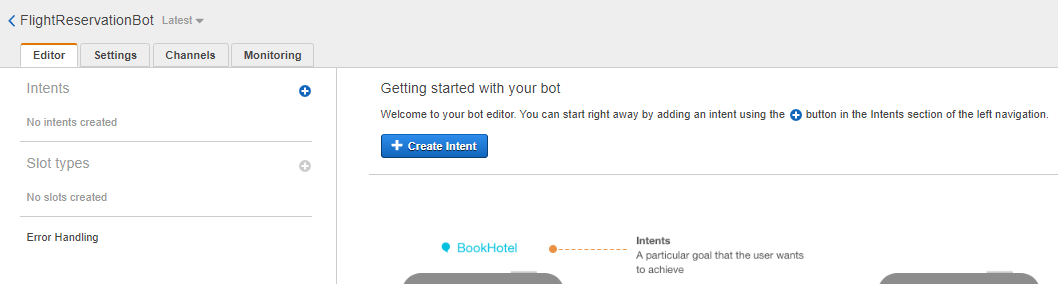 FlightReservationBot Latest
Editor Settings Channels Monitoring
Intents
No intents created
Slot types
No slots created
Error Handling
Getting started with your bot
Welcome to your bot editor. You can start right away by adding an intent using the button in the Intents section of the left navigation.
Create Intent
BookHotel
Intents
A particular goal that the user wants
to achieve